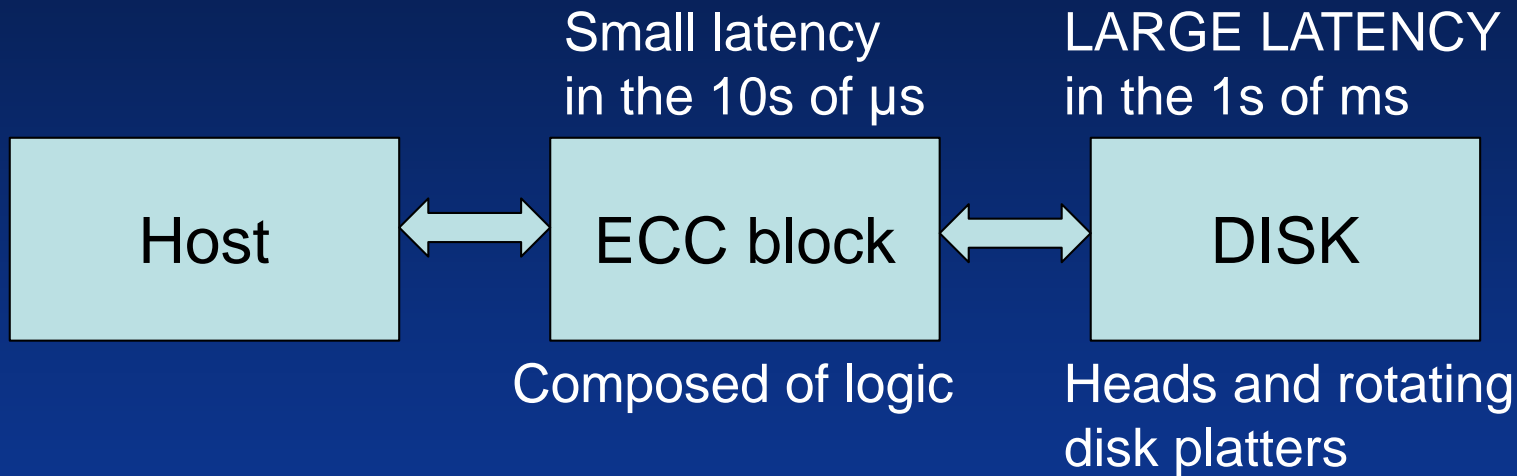 Small latency
in the 10s of µs
LARGE LATENCY
in the 1s of ms
Host
ECC block
DISK
Composed of logic
Heads and rotating
disk platters